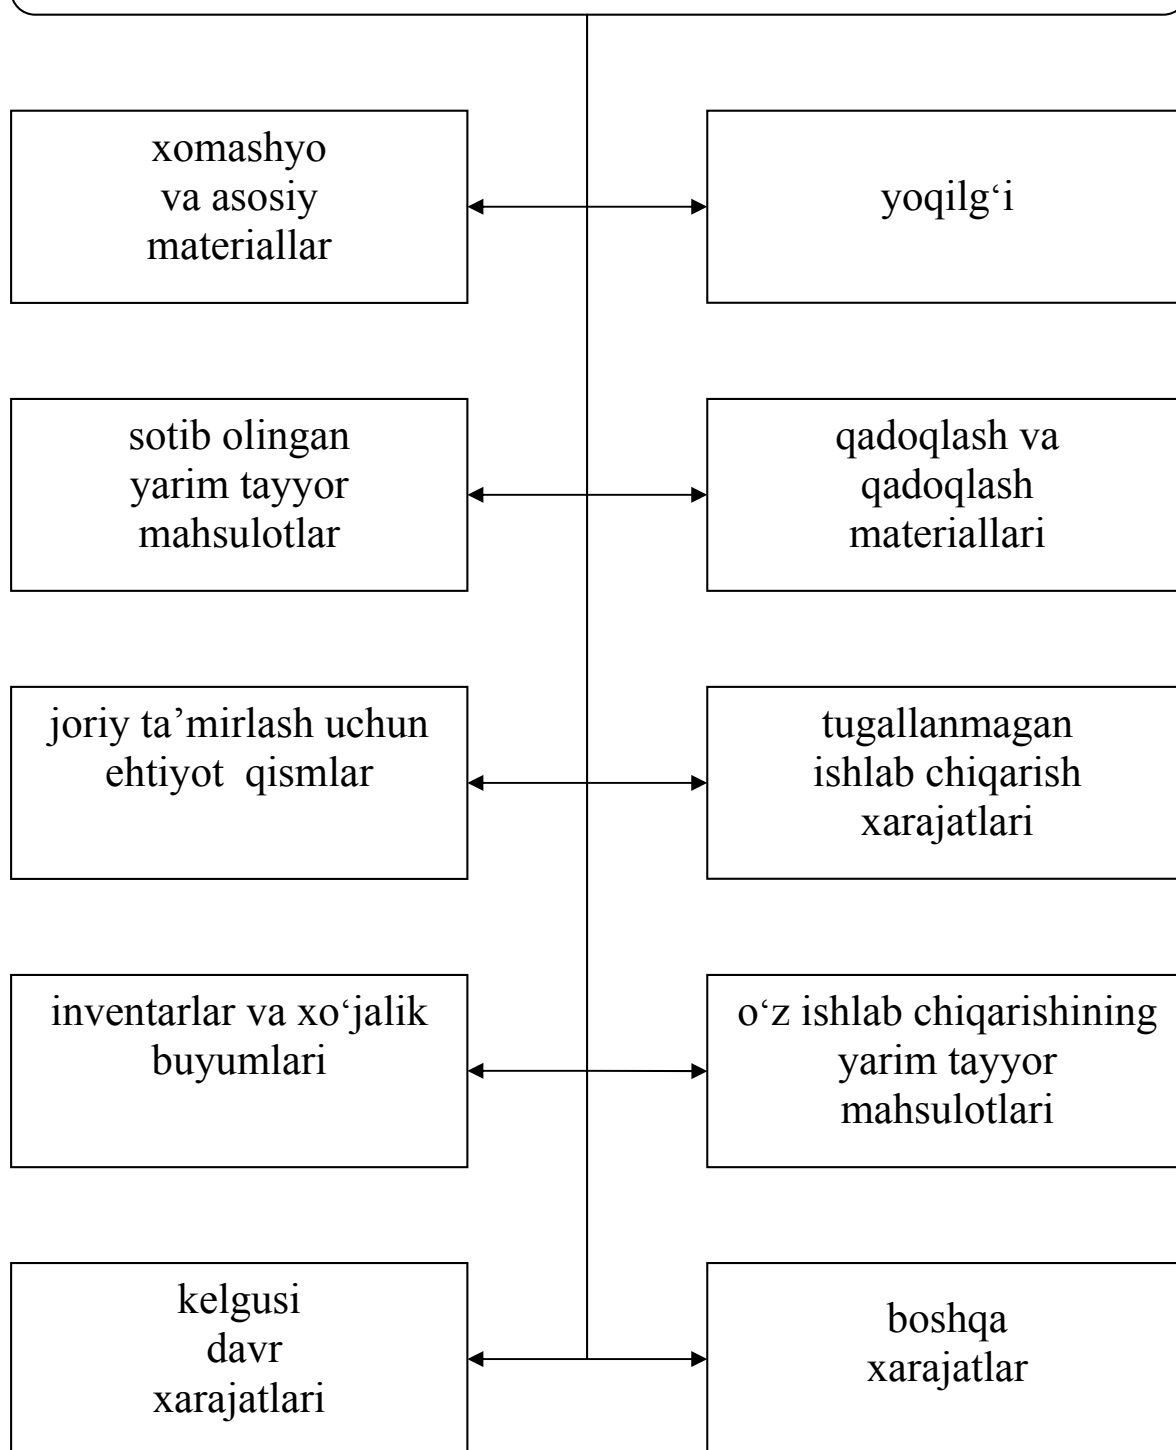 xomashyo
va asosiy
materiallar
yoqilg‘i
sotib olingan
yarim tayyor
mahsulotlar
qadoqlash va
qadoqlash
materiallari
joriy ta’mirlash uchun
ehtiyot  qismlar
tugallanmagan
ishlab chiqarish
xarajatlari
inventarlar va xo‘jalik
buyumlari
o‘z ishlab chiqarishining
yarim tayyor
mahsulotlari
kelgusi
davr
xarajatlari
boshqa
xarajatlar